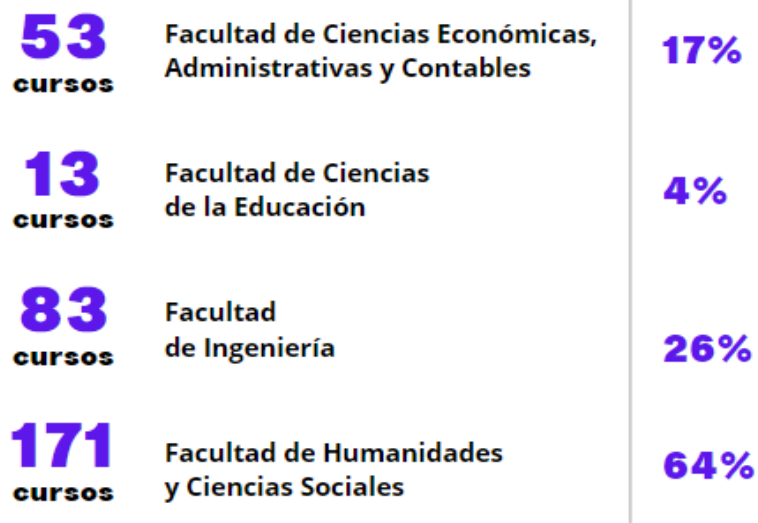 53
cursos
Facultad de Ciencias Económicas,
Administrativas y Contables
17%
13
cursos
Facultad de Ciencias
de la Educación
4%
83
cursos
Facultad
de Ingeniería
26%
171
cursos
Facultad de Humanidades
y Ciencias Sociales
64%